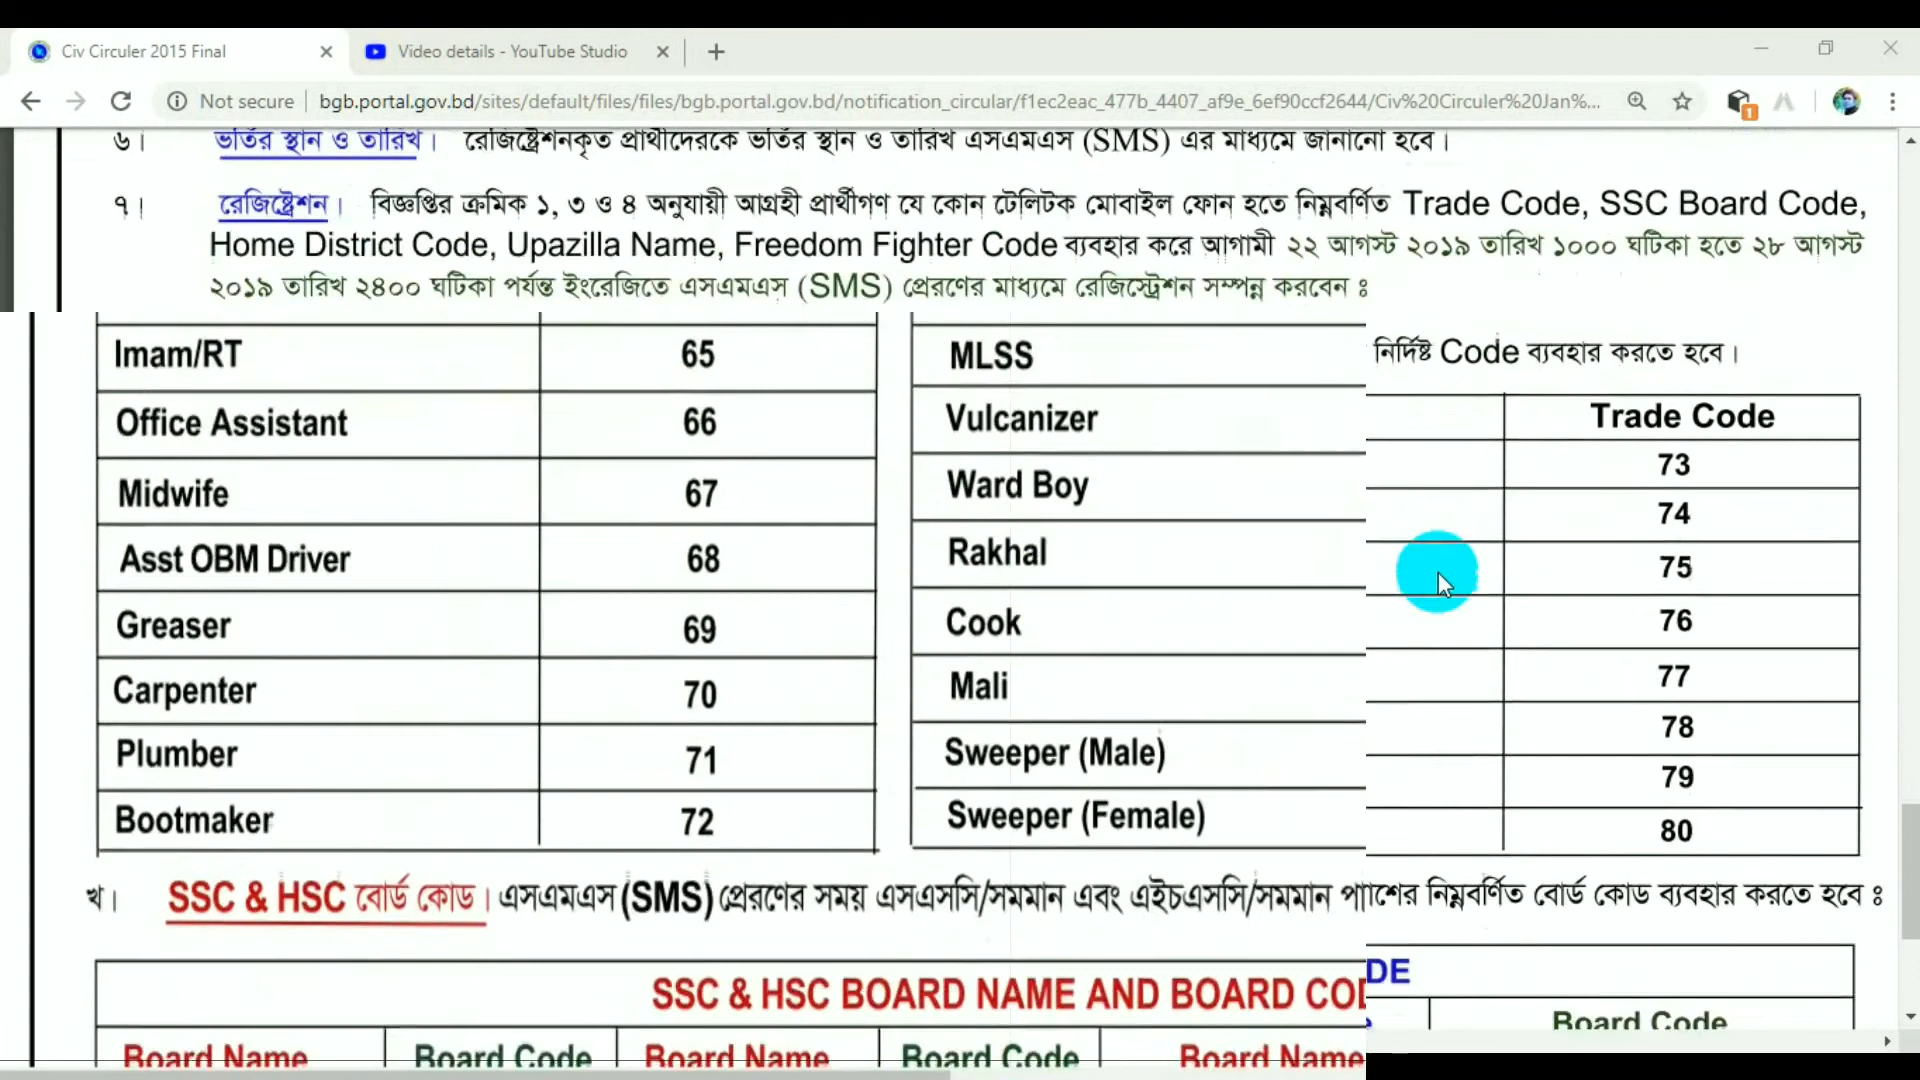 Civ Circuler 2015 Final
Video details - YouTube Studio
Not secure
bgb.portal.gov.bd/sites/default/files/files/bgb.portal.gov.bd/notification_circular/f1ec2eac_477b_4407_af9e_6ef90ccf2644/Civ%20Circuler%20Jan%...
1
৬। ভর্তির স্থান ও তারিখ। রেজিষ্ট্রেশনকৃত প্রার্থীদেরকে ভর্তির স্থান ও তারিখ এসএমএস (SMS) এর মাধ্যমে জানানো হবে।
৭। রেজিষ্ট্রেশন। বিজ্ঞপ্তির ক্রমিক ১, ৩ ও ৪ অনুযায়ী আগ্রহী প্রার্থীগণ যে কোন টেলিটক মোবাইল ফোন হতে নিম্নবর্ণিত Trade Code, SSC Board Code,
Home District Code, Upazilla Name, Freedom Fighter Code ব্যবহার করে আগামী ২২ আগস্ট ২০১৯ তারিখ ১০০০ ঘটিকা হতে ২৮ আগস্ট
২০১৯ তারিখ ২৪০০ ঘটিকা পর্যন্ত ইংরেজিতে এসএমএস (SMS) প্রেরণের মাধ্যমে রেজিস্ট্রেশন সম্পন্ন করবেন ঃ
নির্দিষ্ট Code ব্যবহার করতে হবে।
Trade Code
Imam/RT 65 MLSS 73
Office Assistant 66 Vulcanizer 74
Midwife 67 Ward Boy 75
Asst OBM Driver 68 Rakhal 76
Greaser 69 Cook 77
Carpenter 70 Mali 78
Plumber 71 Sweeper (Male) 79
Bootmaker 72 Sweeper (Female) 80
খ। SSC & HSC বোর্ড কোড। এসএমএস (SMS) প্রেরণের সময় এসএসসি/সমমান এবং এইচএসসি/সমমান পাশের নিম্নবর্ণিত বোর্ড কোড ব্যবহার করতে হবে ঃ
SSC & HSC BOARD NAME AND BOARD CODE
Board Name Board Code Board Name Board Code Board Name Board Code